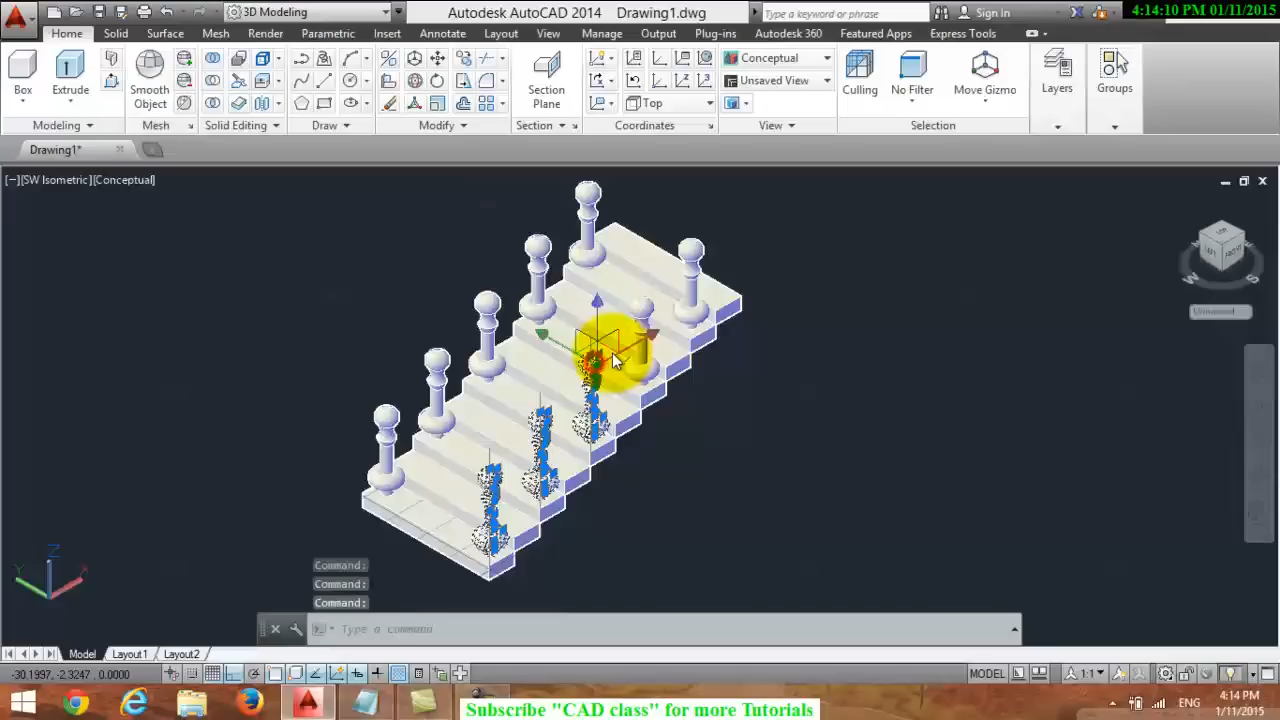 3D Modeling
Autodesk AutoCAD 2014 Drawing1.dwg
Type a keyword or phrase
Sign In
4:14:10 PM 01/11/2015
Home Solid Surface Mesh Render Parametric Insert Annotate Layout View Manage Output Plug-ins Autodesk 360 Featured Apps Express Tools
Conceptual
Unsaved View
Top
Box
Extrude
Smooth
Object
Section
Plane
Culling
No Filter
Move Gizmo
Layers
Groups
Modeling
Mesh
Solid Editing
Draw
Modify
Section
Coordinates
View
Selection
Drawing1*
[−][SW Isometric][Conceptual]
TOP
LEFT
FRONT
W
S
Unnamed
Z
Y
X
Command:
Command:
Command:
Type a command
Model Layout1 Layout2
-30.1997, -2.3247, 0.0000
MODEL
1:1
ENG
4:14 PM
1/11/2015
Subscribe "CAD class" for more Tutorials